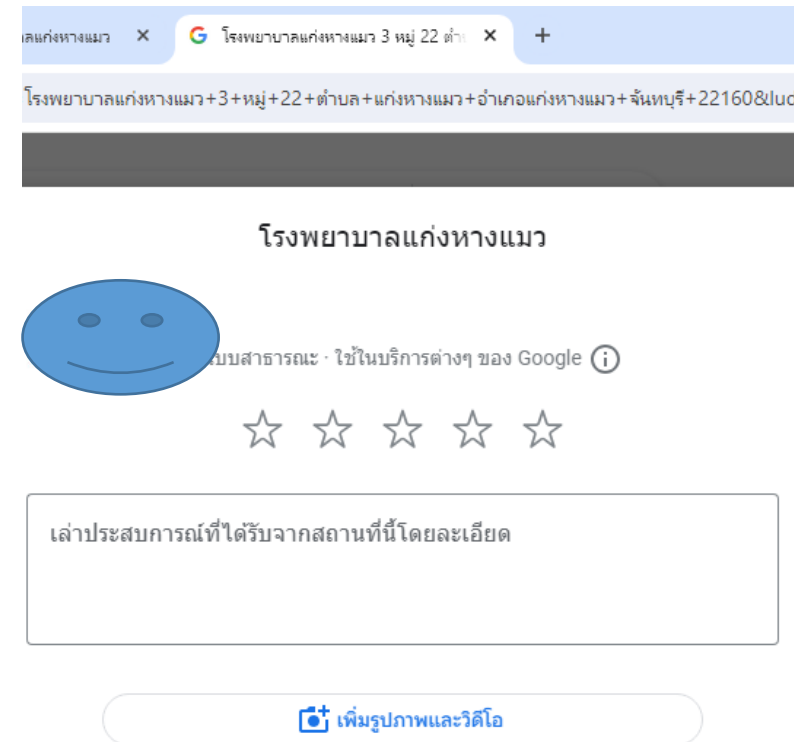 ลแก่งหางแมว
โรงพยาบาลแก่งหางแมว 3 หมู่ 22 ตำ
โรงพยาบาลแก่งหางแมว+3+หมู่+22+ตำบล+แก่งหางแมว+อำเภอแก่งหางแมว+จันทบุรี+22160&luc
โรงพยาบาลแก่งหางแมว
แบบสาธารณะ · ใช้ในบริการต่างๆ ของ Google
เล่าประสบการณ์ที่ได้รับจากสถานที่นี้โดยละเอียด
เพิ่มรูปภาพและวิดีโอ